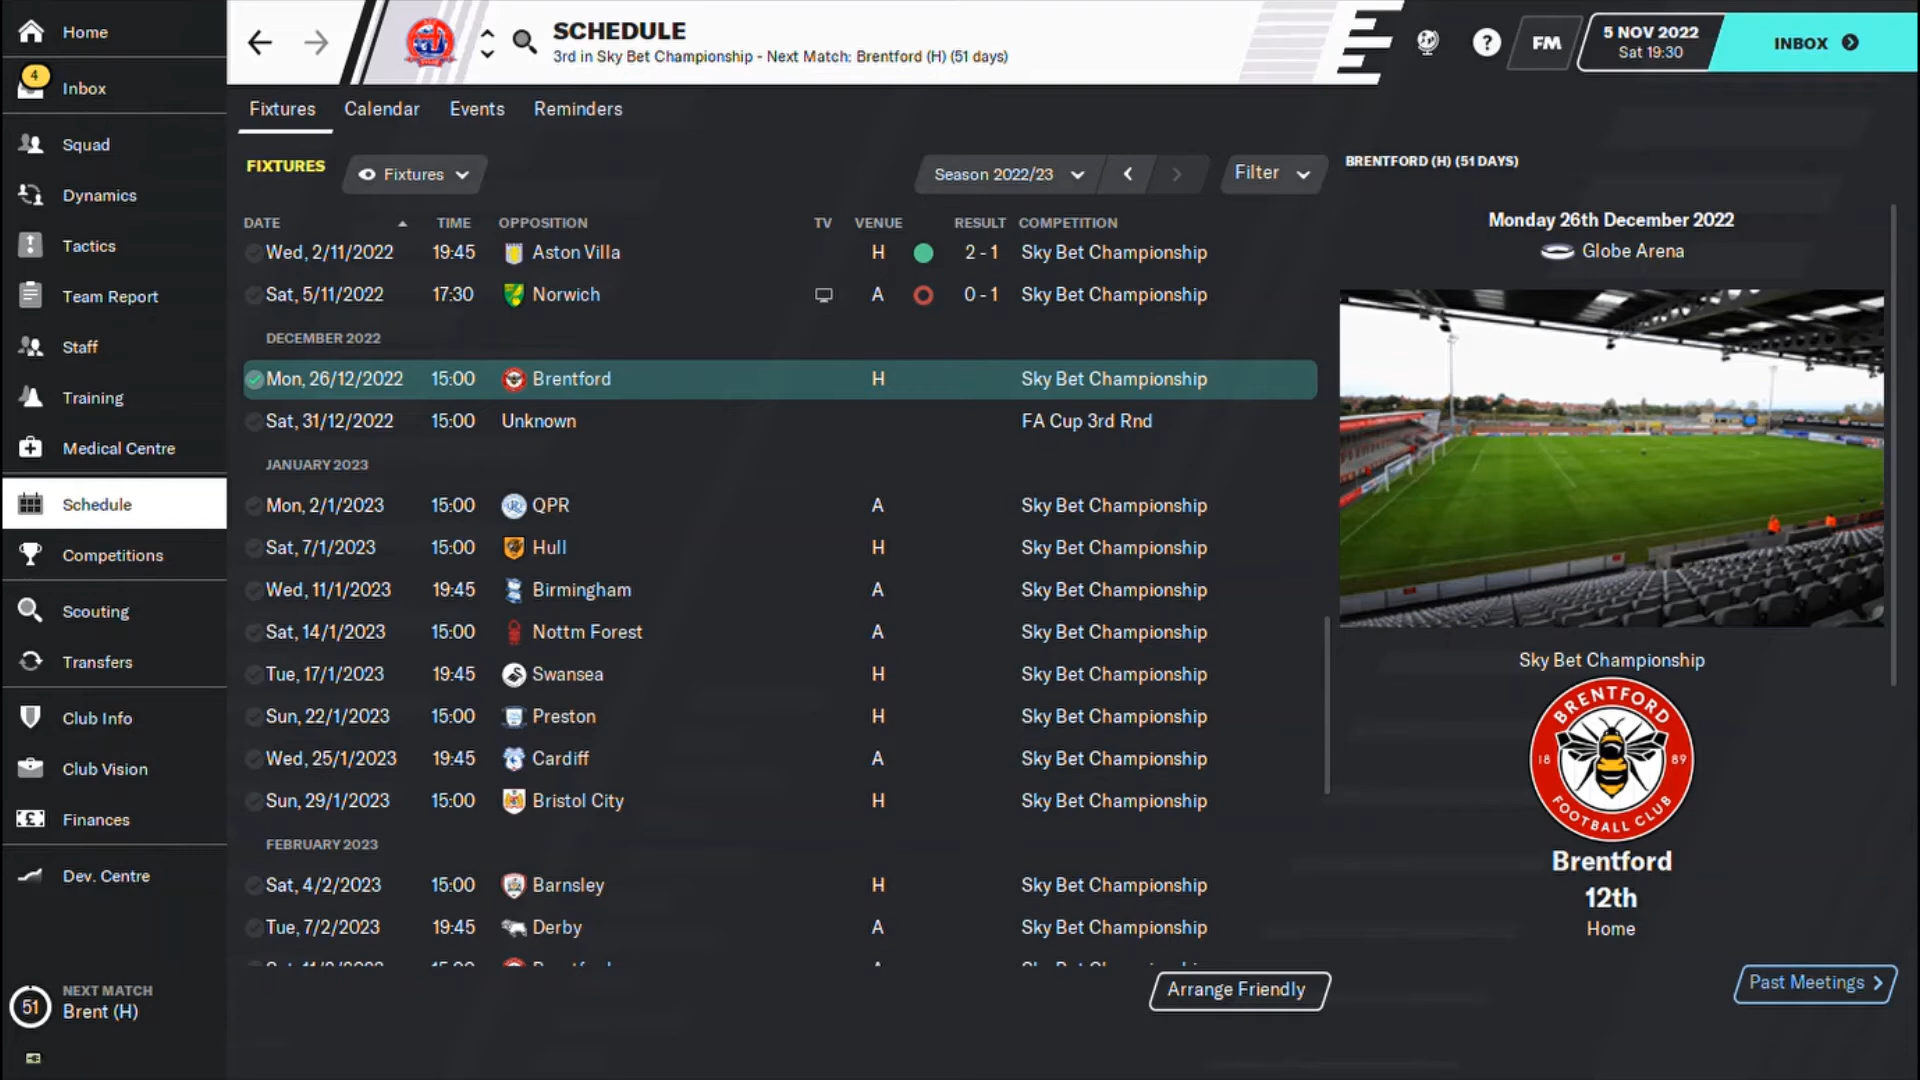 Home
4
Inbox
Squad
Dynamics
Tactics
Team Report
Staff
Training
Medical Centre
Schedule
Competitions
Scouting
Transfers
Club Info
Club Vision
Finances
Dev. Centre
51
NEXT MATCH
Brent (H)
SCHEDULE
3rd in Sky Bet Championship - Next Match: Brentford (H) (51 days)
?
FM
5 NOV 2022
Sat 19:30
INBOX
Fixtures Calendar Events Reminders
FIXTURES Fixtures Season 2022/23 Filter
DATE TIME OPPOSITION TV VENUE RESULT COMPETITION
Wed, 2/11/2022 19:45 Aston Villa H 2 - 1 Sky Bet Championship
Sat, 5/11/2022 17:30 Norwich A 0 - 1 Sky Bet Championship
DECEMBER 2022
Mon, 26/12/2022 15:00 Brentford H Sky Bet Championship
Sat, 31/12/2022 15:00 Unknown FA Cup 3rd Rnd
JANUARY 2023
Mon, 2/1/2023 15:00 QPR A Sky Bet Championship
Sat, 7/1/2023 15:00 Hull H Sky Bet Championship
Wed, 11/1/2023 19:45 Birmingham A Sky Bet Championship
Sat, 14/1/2023 15:00 Nottm Forest A Sky Bet Championship
Tue, 17/1/2023 19:45 Swansea H Sky Bet Championship
Sun, 22/1/2023 15:00 Preston H Sky Bet Championship
Wed, 25/1/2023 19:45 Cardiff A Sky Bet Championship
Sun, 29/1/2023 15:00 Bristol City H Sky Bet Championship
FEBRUARY 2023
Sat, 4/2/2023 15:00 Barnsley H Sky Bet Championship
Tue, 7/2/2023 19:45 Derby A Sky Bet Championship
Arrange Friendly
BRENTFORD (H) (51 DAYS)
Monday 26th December 2022
Globe Arena
Sky Bet Championship
BRENTFORD
18 89
FOOTBALL CLUB
Brentford
12th
Home
Past Meetings